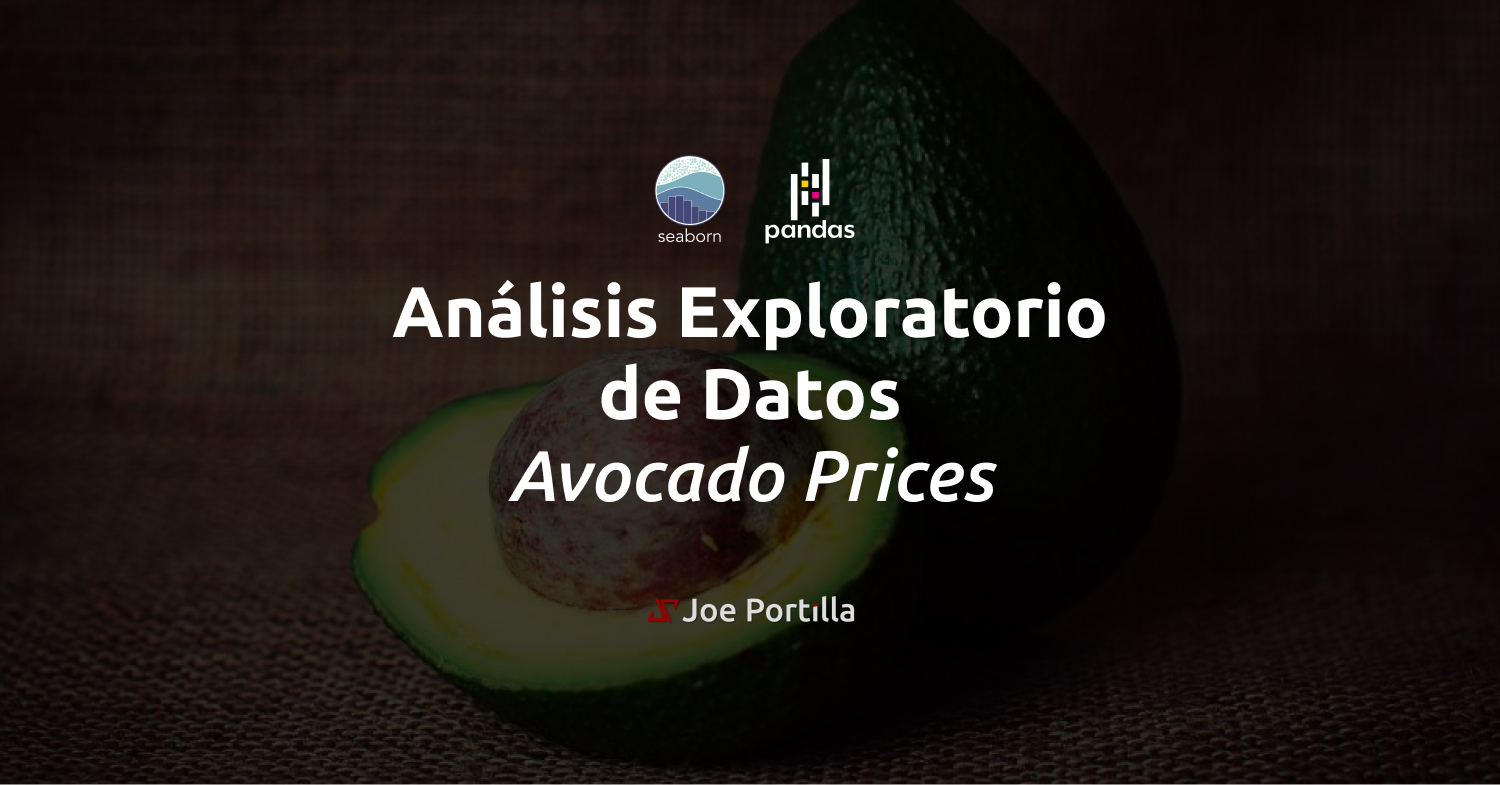 seaborn
pandas
Análisis Exploratorio
de Datos
Avocado Prices
Joe Portilla